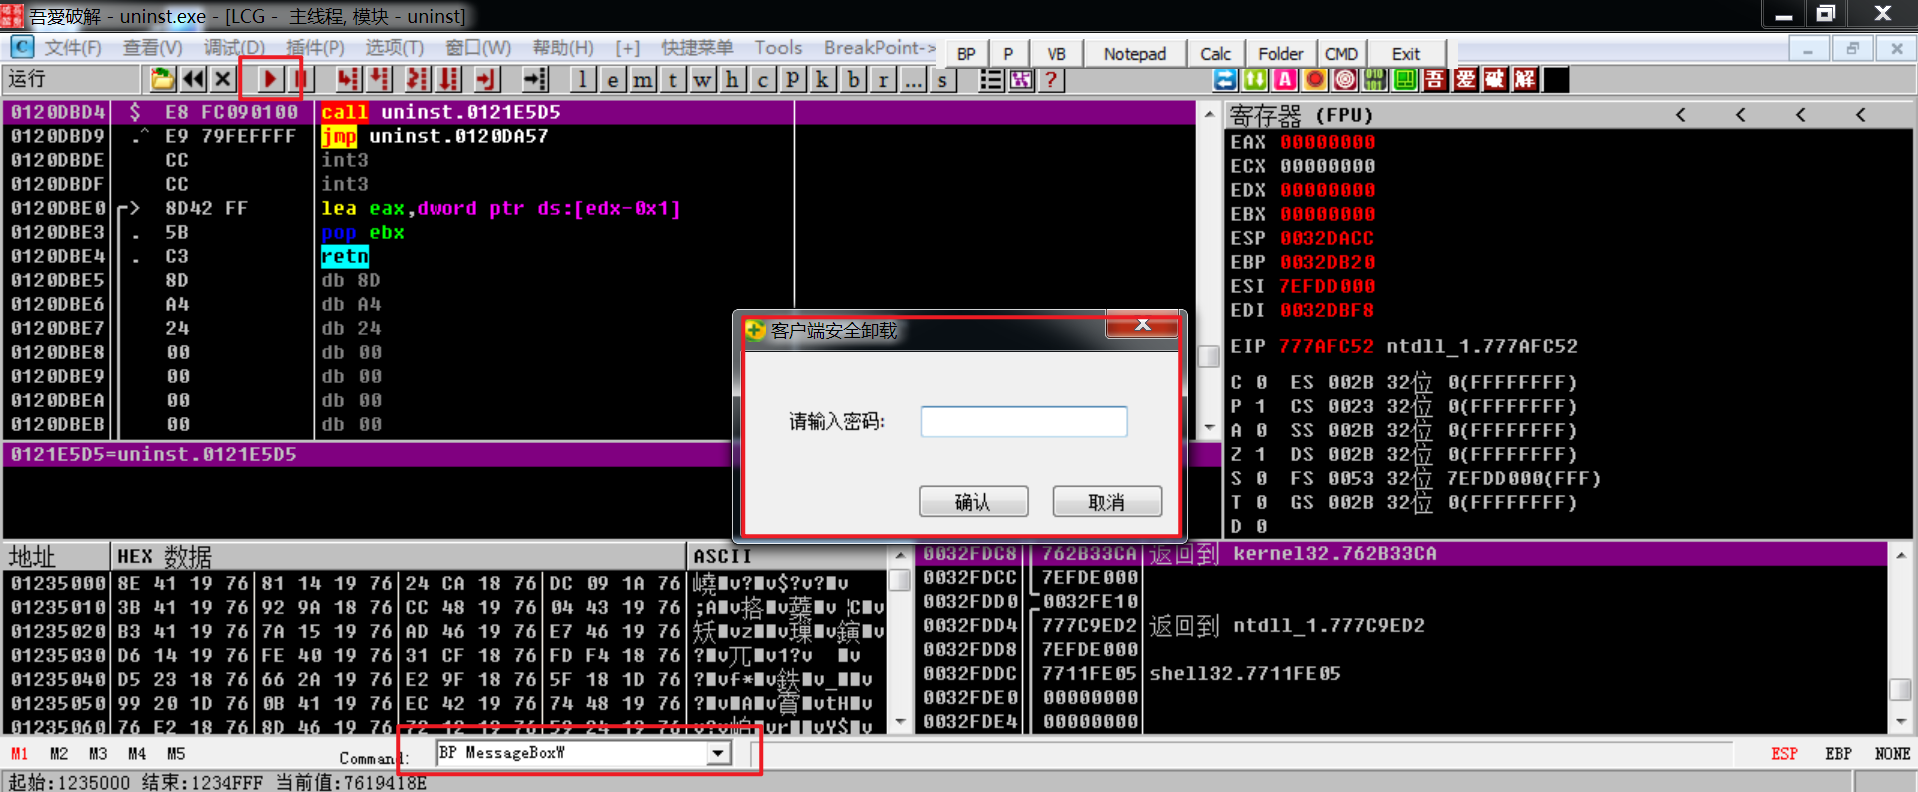 吾愛破解 - uninst.exe - [LCG - 主线程, 模块 - uninst]
文件(F) 查看(V) 调试(D) 插件(P) 选项(T) 窗口(W) 帮助(H) [+] 快捷菜单 Tools BreakPoint->
BP P VB Notepad Calc Folder CMD Exit
运行
l e m t w h c p k b r ... s
吾 爱 破 解
0120DBD4 $ E8 FC090100 call uninst.0121E5D5
0120DBD9 .^ E9 79FEFFFF jmp uninst.0120DA57
0120DBDE CC int3
0120DBDF CC int3
0120DBE0 > 8D42 FF lea eax,dword ptr ds:[edx-0x1]
0120DBE3 . 5B pop ebx
0120DBE4 . C3 retn
0120DBE5 8D db 8D
0120DBE6 A4 db A4
0120DBE7 24 db 24
0120DBE8 00 db 00
0120DBE9 00 db 00
0120DBEA 00 db 00
0120DBEB 00 db 00
0121E5D5=uninst.0121E5D5
寄存器 (FPU) < < < <
EAX 00000000
ECX 00000000
EDX 00000000
EBX 00000000
ESP 0032DACC
EBP 0032DB20
ESI 7EFDD000
EDI 0032DBF8
EIP 777AFC52 ntdll_1.777AFC52
C 0 ES 002B 32位 0(FFFFFFFF)
P 1 CS 0023 32位 0(FFFFFFFF)
A 0 SS 002B 32位 0(FFFFFFFF)
Z 1 DS 002B 32位 0(FFFFFFFF)
S 0 FS 0053 32位 7EFDD000(FFF)
T 0 GS 002B 32位 0(FFFFFFFF)
D 0
客户端安全卸载
请输入密码:
确认 取消
地址 HEX 数据 ASCII
01235000 8E 41 19 76 81 14 19 76 24 CA 18 76 DC 09 1A 76
01235010 3B 41 19 76 92 9A 18 76 CC 48 19 76 04 43 19 76
01235020 B3 41 19 76 7A 15 19 76 AD 46 19 76 E7 46 19 76
01235030 D6 14 19 76 FE 40 19 76 31 CF 18 76 FD F4 18 76
01235040 D5 23 18 76 66 2A 19 76 E2 9F 18 76 5F 18 1D 76
01235050 99 20 1D 76 0B 41 19 76 EC 42 19 76 74 48 19 76
01235060 76 E2 18 76 8D 46 19 76
0032FDC8 762B33CA 返回到 kernel32.762B33CA
0032FDCC 7EFDE000
0032FDD0 0032FE10
0032FDD4 777C9ED2 返回到 ntdll_1.777C9ED2
0032FDD8 7EFDE000
0032FDDC 7711FE05 shell32.7711FE05
0032FDE0 00000000
0032FDE4 00000000
M1 M2 M3 M4 M5 Command: BP MessageBoxW ESP EBP NONE
起始:1235000 结束:1234FFF 当前值:7619418E